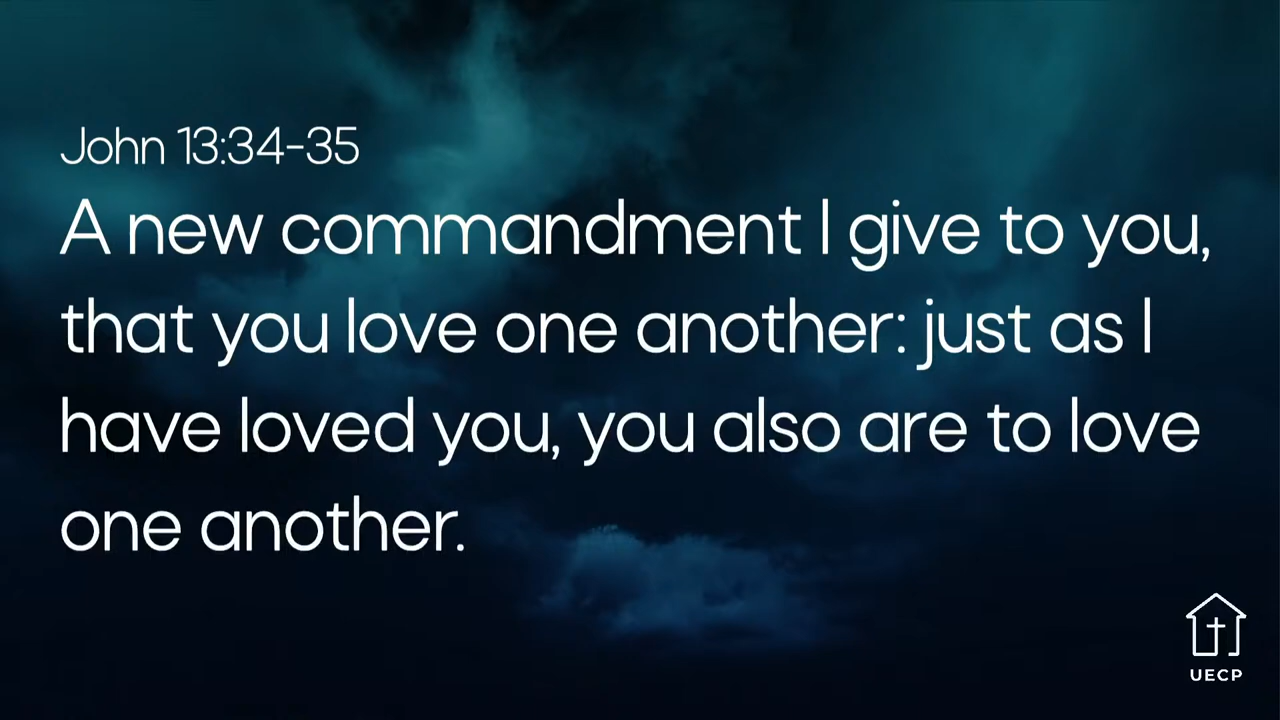 John 13:34-35
A new commandment I give to you,
that you love one another: just as I
have loved you, you also are to love
one another.
UECP